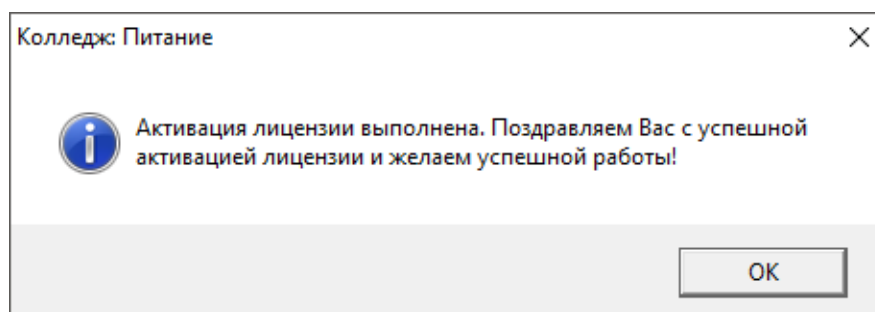 Колледж: Питание
Активация лицензии выполнена. Поздравляем Вас с успешной
активацией лицензии и желаем успешной работы!
OK